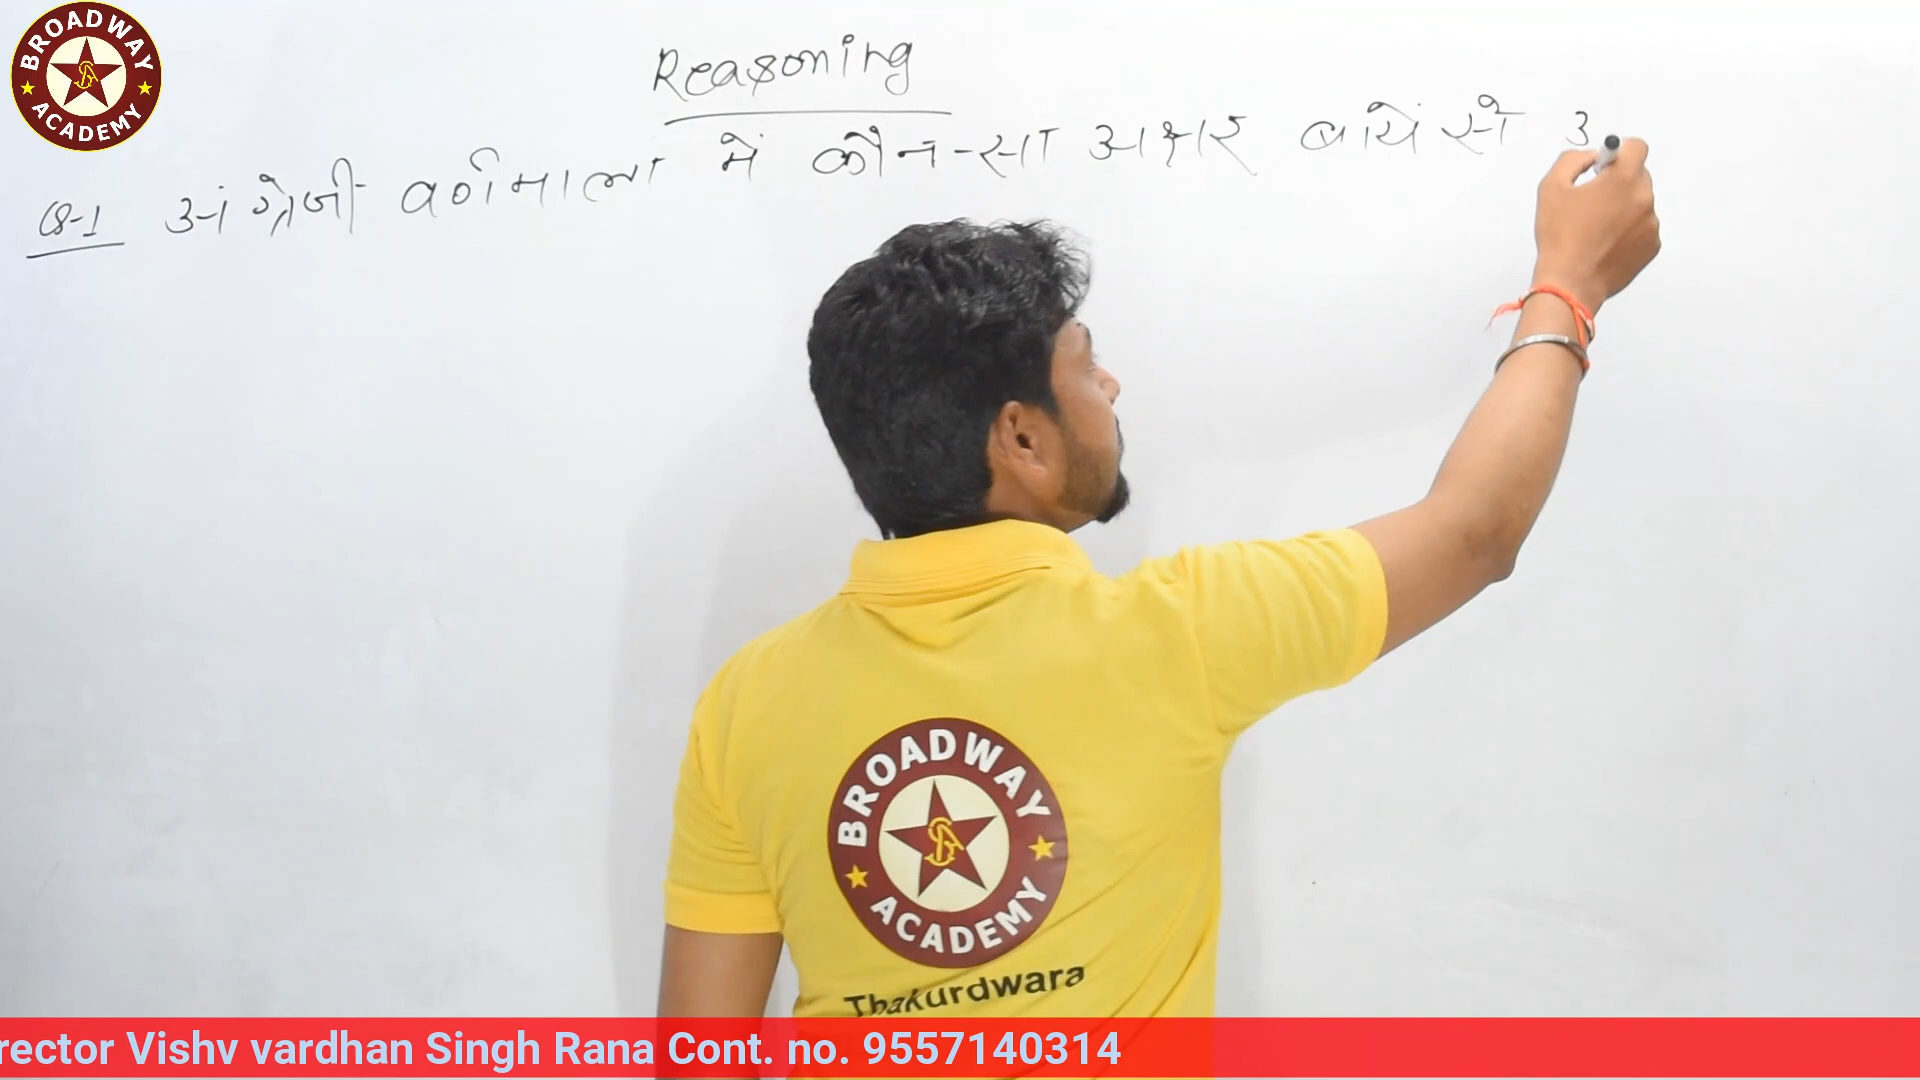 BROADWAY ACADEMY
Reasoning
Q-1 अंग्रेजी वर्णमाला में कौन-सा अक्षर बायें से 3
BROADWAY ACADEMY
Thakurdwara
rector Vishv vardhan Singh Rana Cont. no. 9557140314